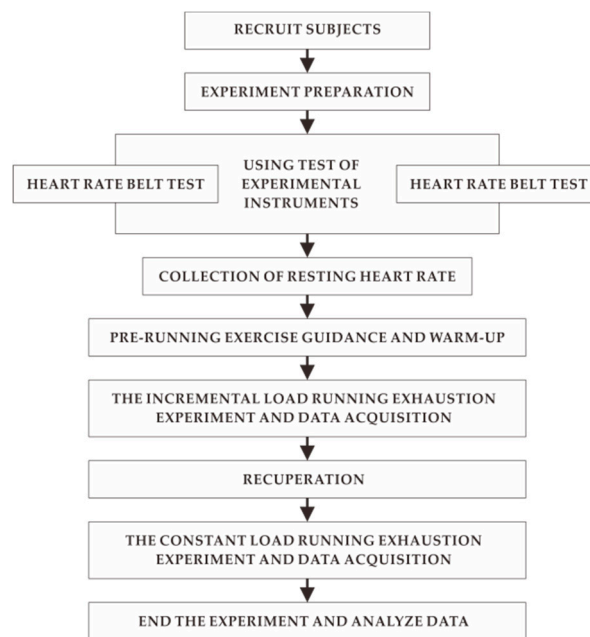 RECRUIT SUBJECTS
EXPERIMENT PREPARATION
USING TEST OF
EXPERIMENTAL
INSTRUMENTS
HEART RATE BELT TEST
HEART RATE BELT TEST
COLLECTION OF RESTING HEART RATE
PRE-RUNNING EXERCISE GUIDANCE AND WARM-UP
THE INCREMENTAL LOAD RUNNING EXHAUSTION
EXPERIMENT AND DATA ACQUISITION
RECUPERATION
THE CONSTANT LOAD RUNNING EXHAUSTION
EXPERIMENT AND DATA ACQUISITION
END THE EXPERIMENT AND ANALYZE DATA